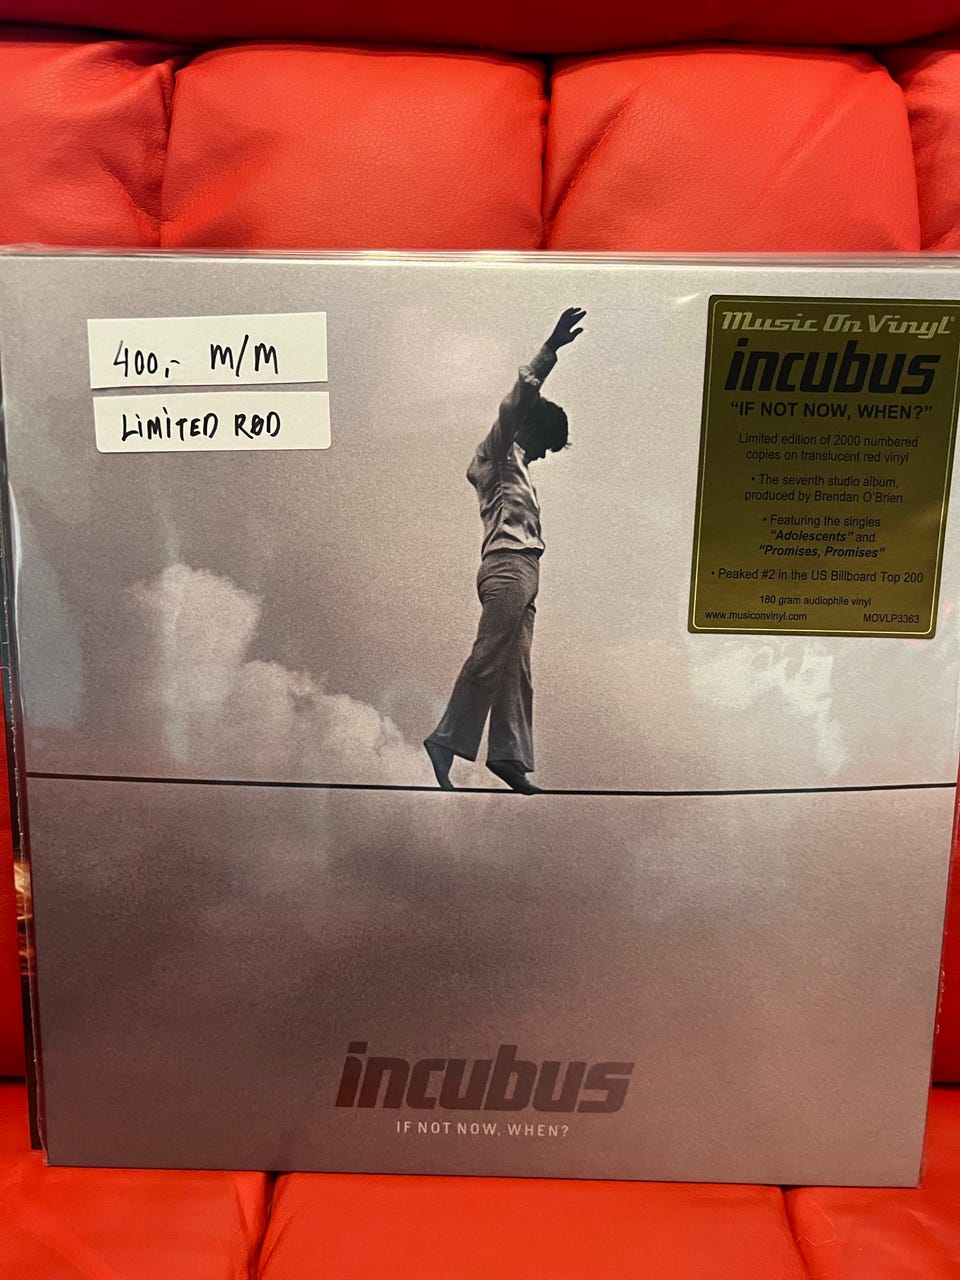 400,- M/M
LIMITED RØD
Music On Vinyl
incubus
"IF NOT NOW, WHEN?"
Limited edition of 2000 numbered
copies on translucent red vinyl
• The seventh studio album,
produced by Brendan O'Brien
• Featuring the singles
"Adolescents" and
"Promises, Promises"
• Peaked #2 in the US Billboard Top 200
180 gram audiophile vinyl
www.musiconvinyl.com MOVLP3363
incubus
IF NOT NOW, WHEN?